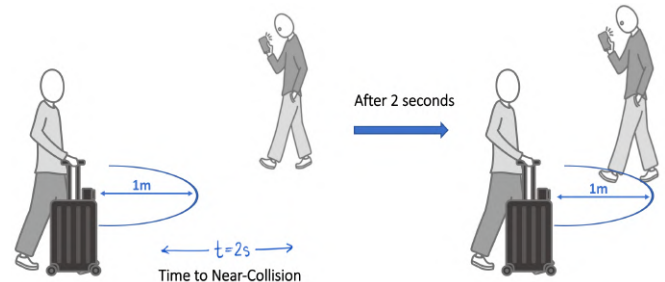 After 2 seconds
1m
1m
t=2s
Time to Near-Collision